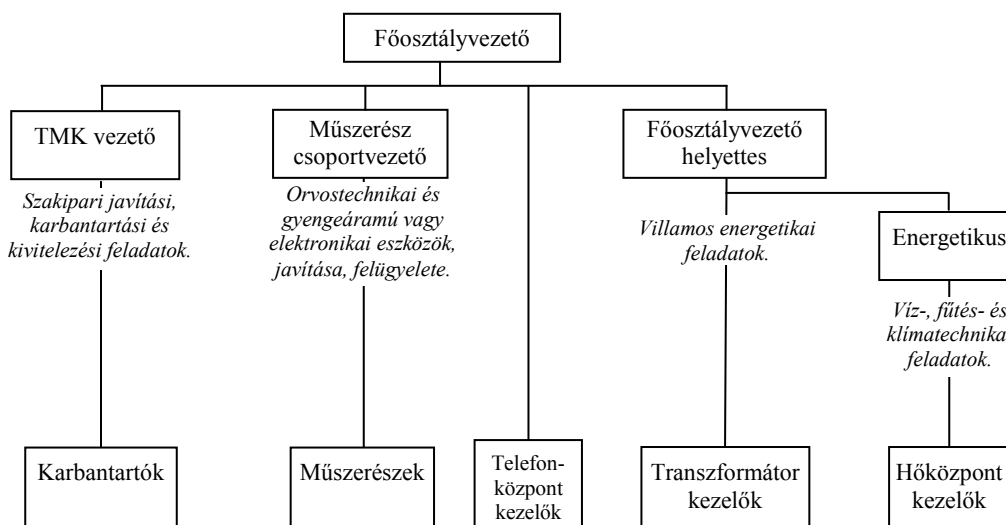 Főosztályvezető
TMK vezető
Műszerész
csoportvezető
Főosztályvezető
helyettes
Szakipari javítási,
karbantartási és
kivitelezési feladatok.
Orvostechnikai és
gyengeáramú vagy
elektronikai eszközök,
javítása, felügyelete.
Villamos energetikai
feladatok.
Energetikus
Víz-, fűtés- és
klímatechnika
feladatok.
Karbantartók
Műszerészek
Telefon-
központ
kezelők
Transzformátor
kezelők
Hőközpont
kezelők